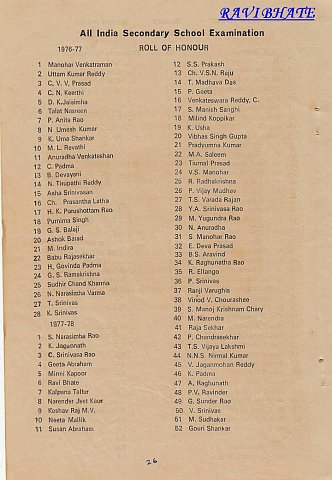 RAVI BHATE
All India Secondary School Examination
1976-77
ROLL OF HONOUR
1 Manohar Venkatraman
2 Uttam Kumar Reddy
3 C. V. V. Prasad
4 C. N. Keerthi
5 D. K. Jaisimha
6 Talat Nasreen
7 P. Anita Rao
8 N Umesh Kumar
9 K. Uma Shankar
10 M. L. Revathi
11 Anuradha Venkateshan
12 C. Padma
13 B. Devayani
14 N. Tirupathi Reddy
15 Asha Srinivasan
16 Ch. Prasantha Latha
17 H. K. Purushottam Rao
18 Purnima Singh
19 G. S. Balaji
20 Ashok Barad
21 M. Indira
22 Babu Rajasekhar
23 H. Govinda Padma
24 G. S. Ramakrishna
25 Sudhir Chand Khanna
26 N. Narasimha Varma
27 T. Srinivas
28 K. Srinivas
1977-78
1 S. Narasimba Rao
2 K. Jagannath
3 C. Srinivasa Rao
4 Geeta Abraham
5 Minni Kapoor
6 Ravi Bhate
7 Kalpana Tallur
8 Narender Jeet Kaur
9 Keshav Raj M.V.
10 Neeta Mallik
11 Susan Abraham
12 S.S. Prakash
13 Ch. V.S.N. Raju
14 T. Madhava Das
15 P. Geeta
16 Venkateswara Reddy, C.
17 S. Manish Sanghi
18 Milind Koppikar
19 K. Usha
20 Vibhas Singh Gupta
21 Pradyumna Kumar
22 M.A. Saleem
23 Tiumal Prasad
24 V.S. Manohar
25 R. Radhakrishna
26 P. Vijay Madhav
27 T.S. Varada Rajan
28 Y.A. Srinivasa Rao
29 M. Yugundra Rao
30 N. Anuradha
31 S. Manohar Rao
32 E. Deva Prasad
33 B.S. Aravind
34 K. Raghunatha Rao
35 R. Ellango
36 P. Srinivas
37 Ranji Varughis
38 Vinod V. Chourashee
39 S. Manoj Krishnam Chary
40 M. Narendra
41 Raja Sekhar
42 P. Chandrasekhar
43 T.S. Vijaya Lakshmi
44 N.N.S. Nirmal Kumar
45 V. Jaganmohan Reddy
46 K. Padma
47 A. Raghunath
48 P.V. Ravinder
49 G. Sunder Rao
50 V. Srinivas
51 M. Sudhakar
52 Gouri Shankar
26